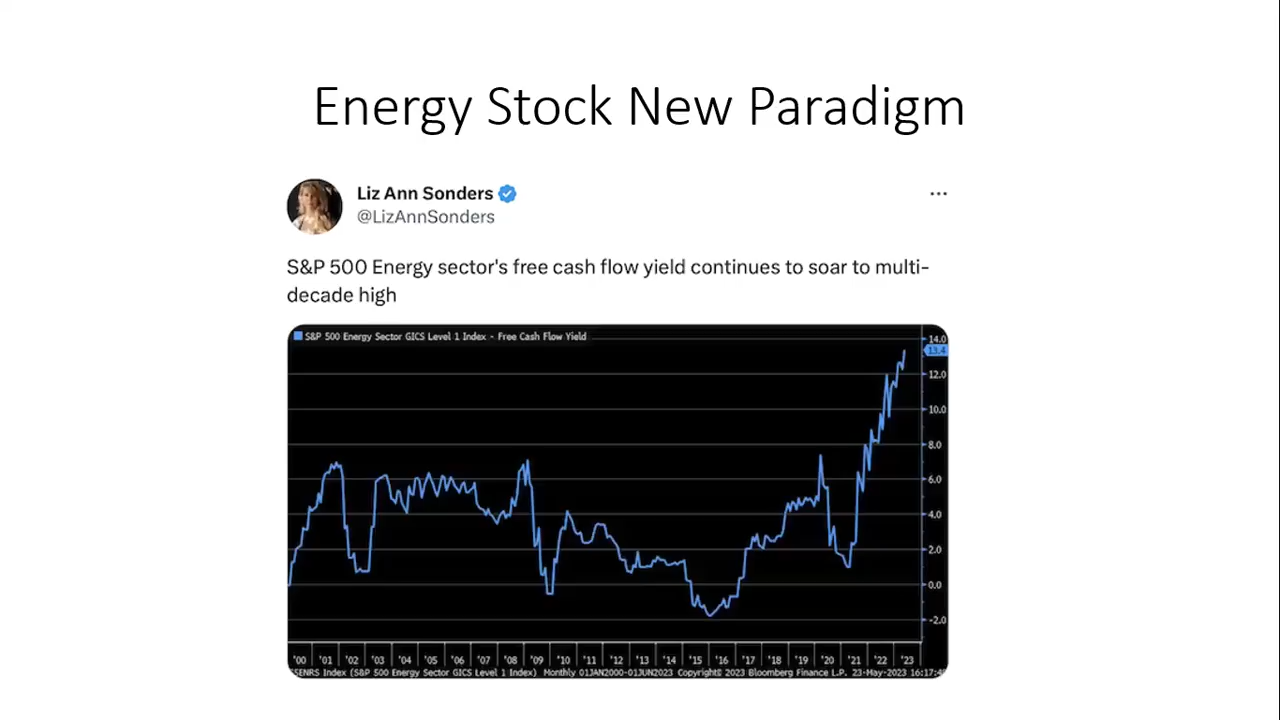 Energy Stock New Paradigm
Liz Ann Sonders
@LizAnnSonders
S&P 500 Energy sector's free cash flow yield continues to soar to multi-
decade high
S&P 500 Energy Sector GICS Level 1 Index - Free Cash Flow Yield
14.0
13.4
12.0
10.0
8.0
6.0
4.0
2.0
0.0
-2.0
'00 '01 '02 '03 '04 '05 '06 '07 '08 '09 '10 '11 '12 '13 '14 '15 '16 '17 '18 '19 '20 '21 '22 '23
S5ENRS Index (S&P 500 Energy Sector GICS Level 1 Index) Monthly 01JAN2000-01JUN2023 Copyright© 2023 Bloomberg Finance L.P. 23-May-2023